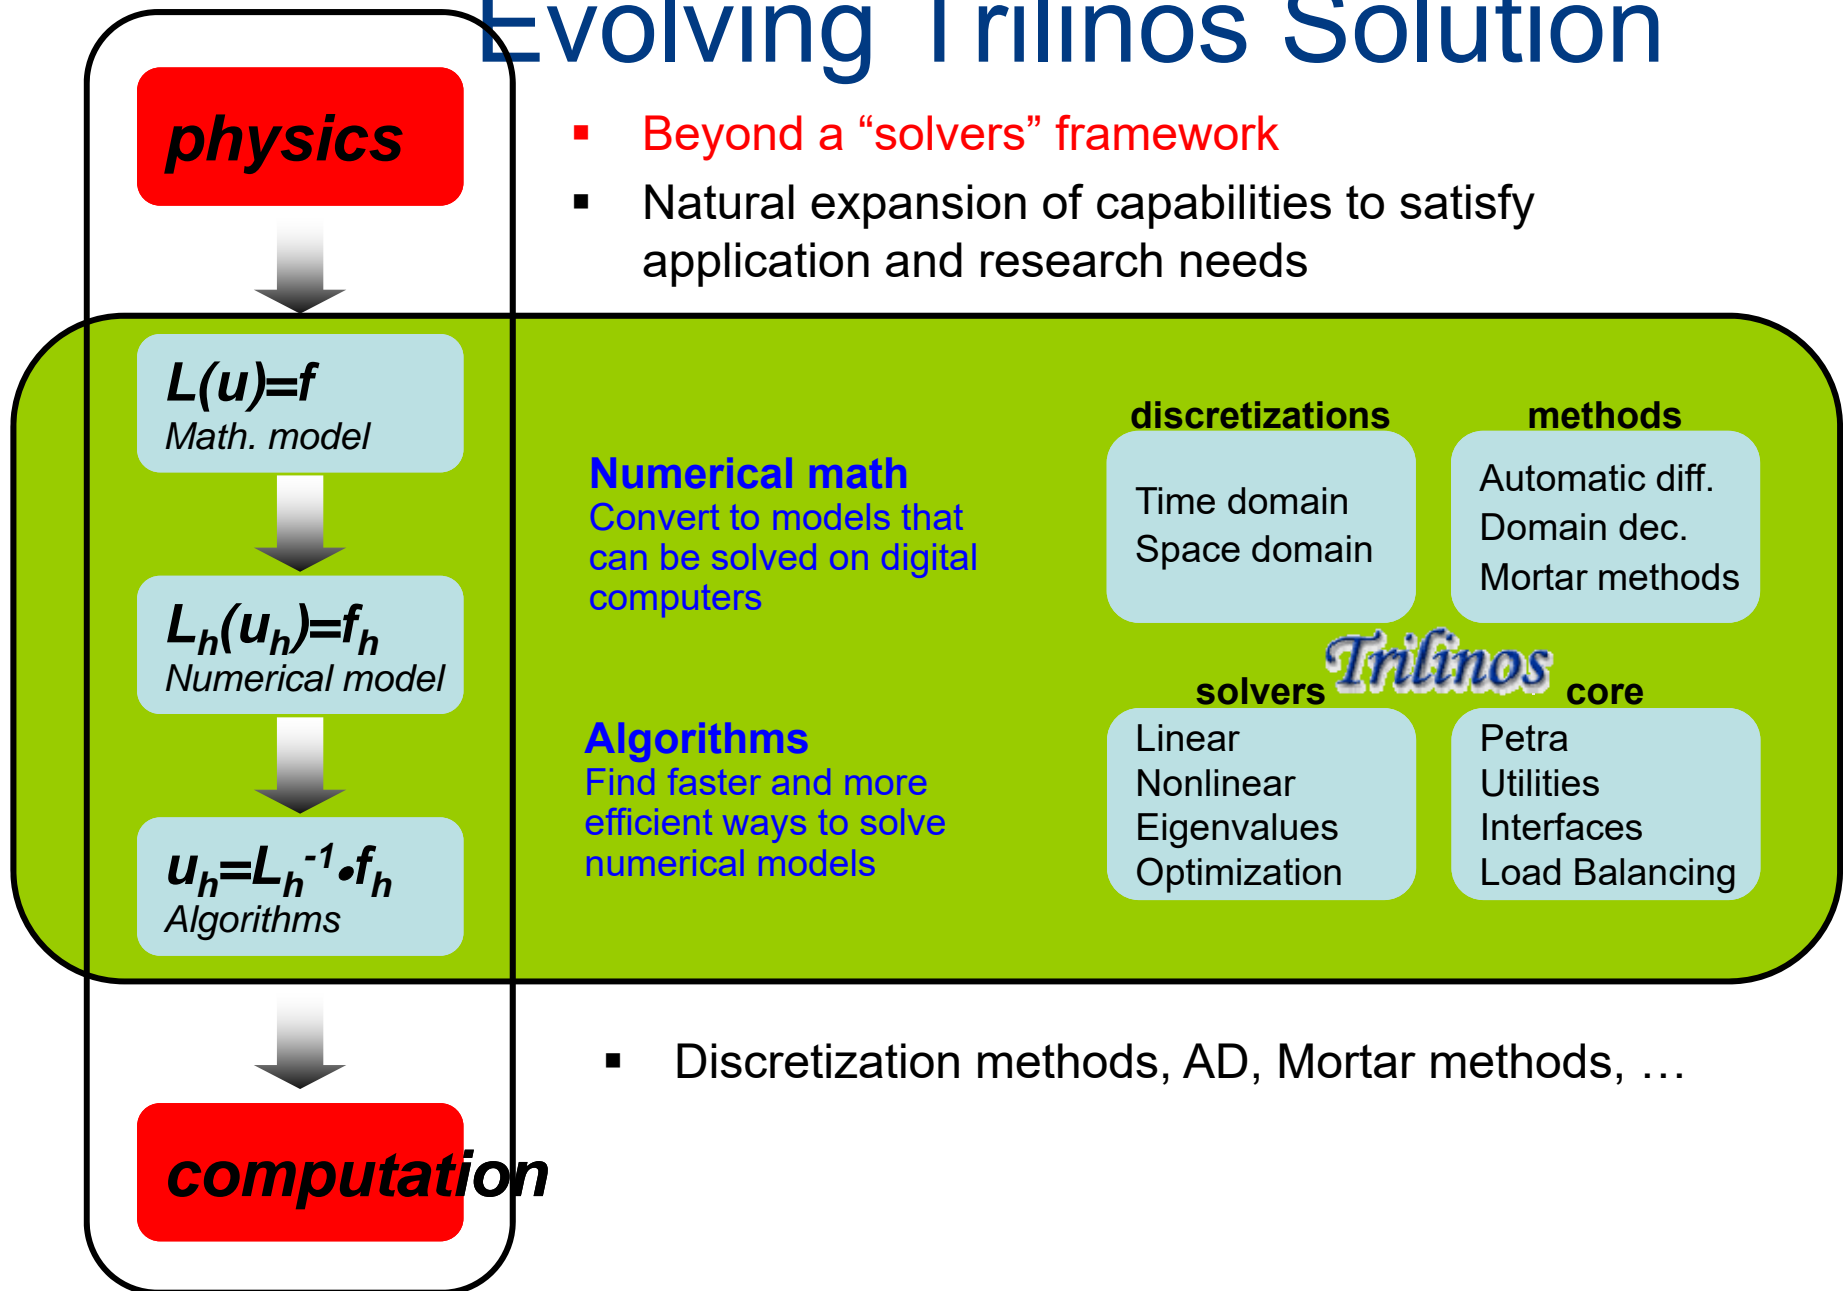 Evolving Trilinos Solution
physics
▪ Beyond a “solvers” framework
▪ Natural expansion of capabilities to satisfy
application and research needs
L(u)=f
Math. model
Lₕ(uₕ)=fₕ
Numerical model
uₕ=Lₕ⁻¹•fₕ
Algorithms
Numerical math
Convert to models that
can be solved on digital
computers
Algorithms
Find faster and more
efficient ways to solve
numerical models
discretizations
Time domain
Space domain
methods
Automatic diff.
Domain dec.
Mortar methods
Trilinos
solvers
Linear
Nonlinear
Eigenvalues
Optimization
core
Petra
Utilities
Interfaces
Load Balancing
computation
▪ Discretization methods, AD, Mortar methods, …